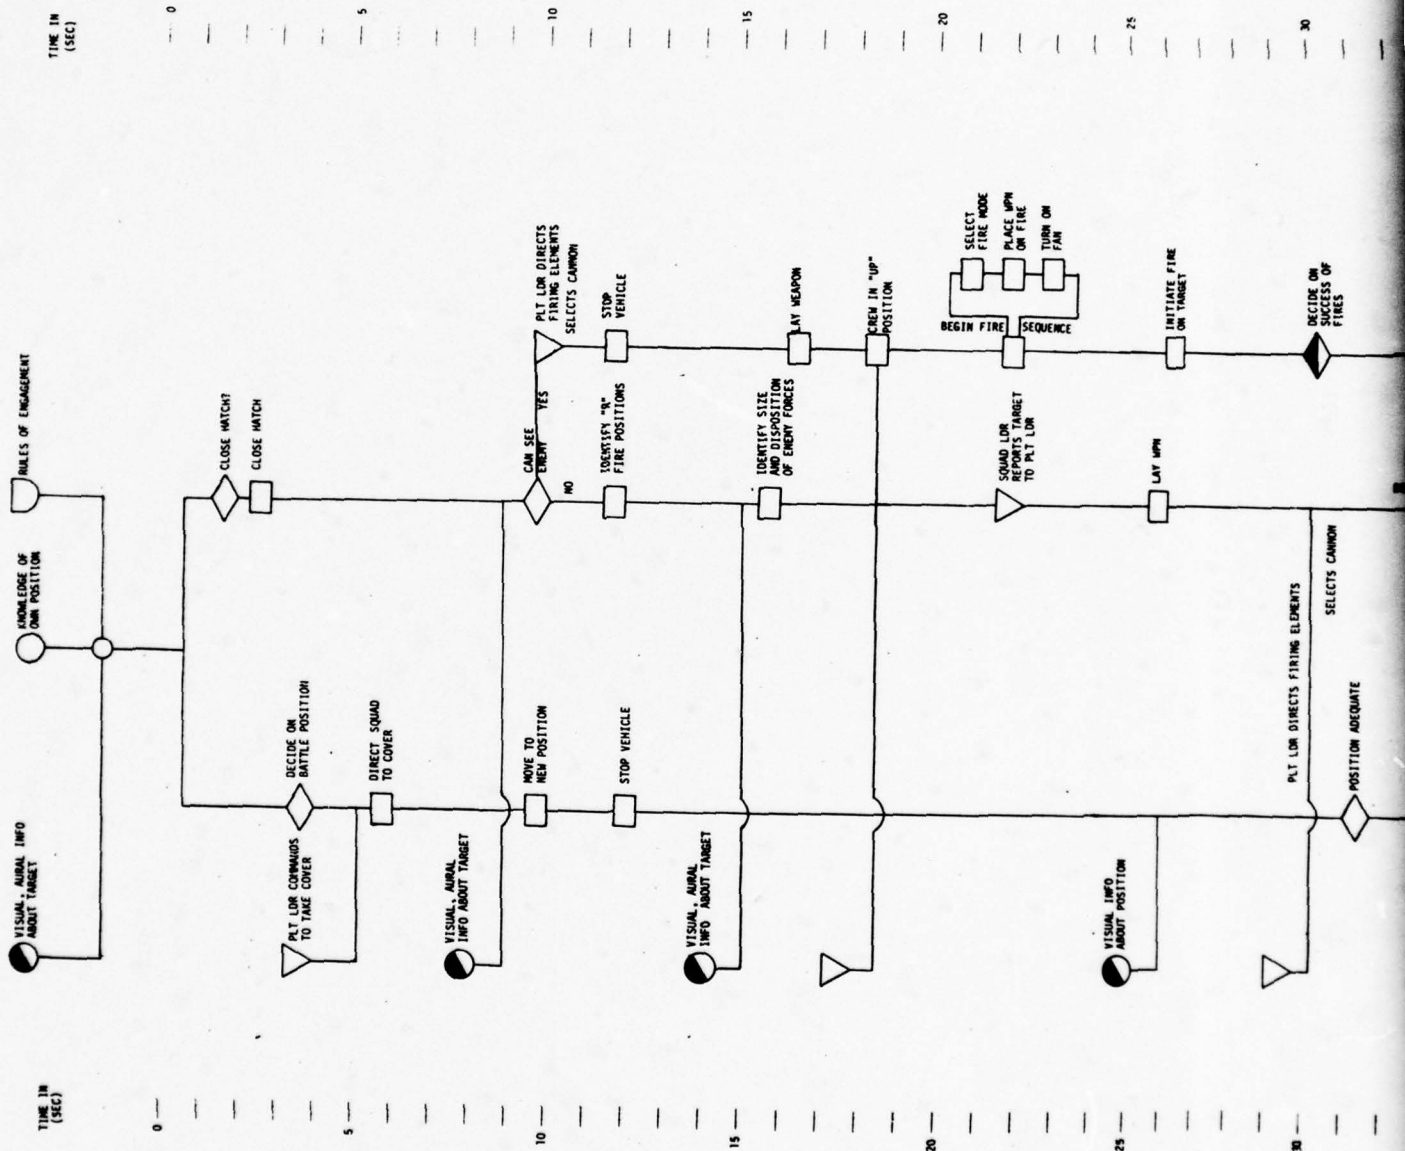 TIME IN
(SEC)
0
5
10
15
20
25
30
RULES OF ENGAGEMENT
KNOWLEDGE OF
OWN POSITION
VISUAL, AURAL INFO
ABOUT TARGET
CLOSE HATCH?
CLOSE HATCH
DECIDE ON
BATTLE POSITION
PLT LDR COMMANDS
TO TAKE COVER
DIRECT SQUAD
TO COVER
VISUAL, AURAL
INFO ABOUT TARGET
CAN SEE
ENEMY
YES
NO
PLT LDR DIRECTS
FIRING ELEMENTS
SELECTS CANNON
MOVE TO
NEW POSITION
STOP
VEHICLE
IDENTIFY "R"
FIRE POSITIONS
STOP VEHICLE
VISUAL, AURAL
INFO ABOUT TARGET
LAY WEAPON
IDENTIFY SIZE
AND DISPOSITION
OF ENEMY FORCES
CREW IN "UP"
POSITION
SELECT
FIRE MODE
PLACE WPN
ON FIRE
TURN ON
FAN
BEGIN FIRE
SEQUENCE
SQUAD LDR
REPORTS TARGET
TO PLT LDR
VISUAL INFO
ABOUT POSITION
INITIATE FIRE
ON TARGET
LAY WPN
DECIDE ON
SUCCESS OF
FIRES
PLT LDR DIRECTS FIRING ELEMENTS
SELECTS CANNON
POSITION ADEQUATE
TIME IN
(SEC)
0
5
10
15
20
25
30